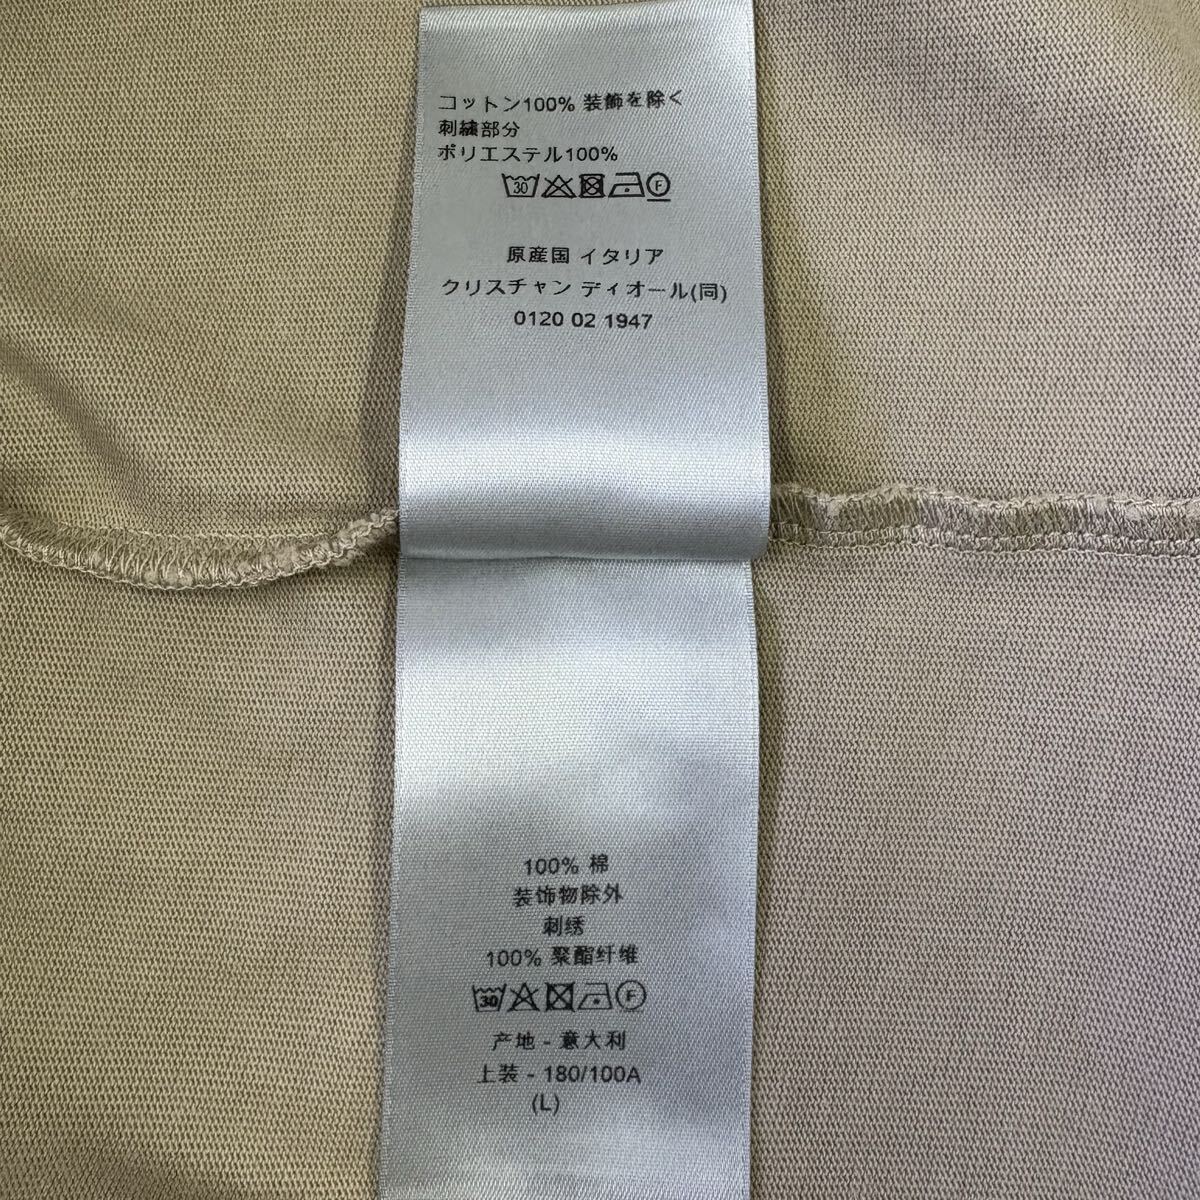 コットン100% 装飾を除く
刺繍部分
ポリエステル100%
30 F
原産国 イタリア
クリスチャン ディオール(同)
0120 02 1947
100% 棉
装饰物除外
刺绣
100% 聚酯纤维
30 F
产地 - 意大利
上装 - 180/100A
(L)